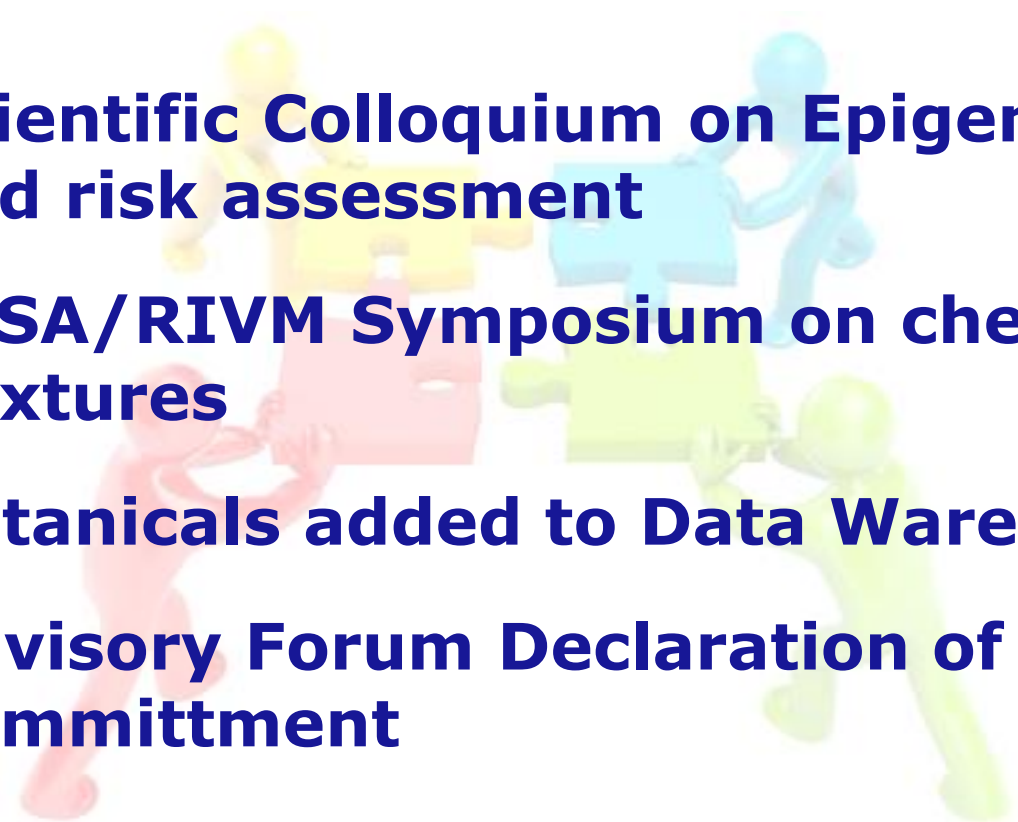 ientific Colloquium on Epigen
d risk assessment
SA/RIVM Symposium on che
xtures
tanicals added to Data Ware
visory Forum Declaration of
mmittment